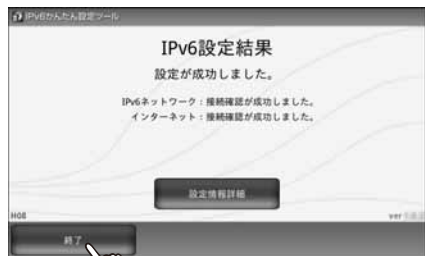 IPv6かんたん設定ツール
IPv6設定結果
設定が成功しました。
IPv6ネットワーク：接続確認が成功しました。
インターネット：接続確認が成功しました。
設定情報詳細
HG8
ver
終了